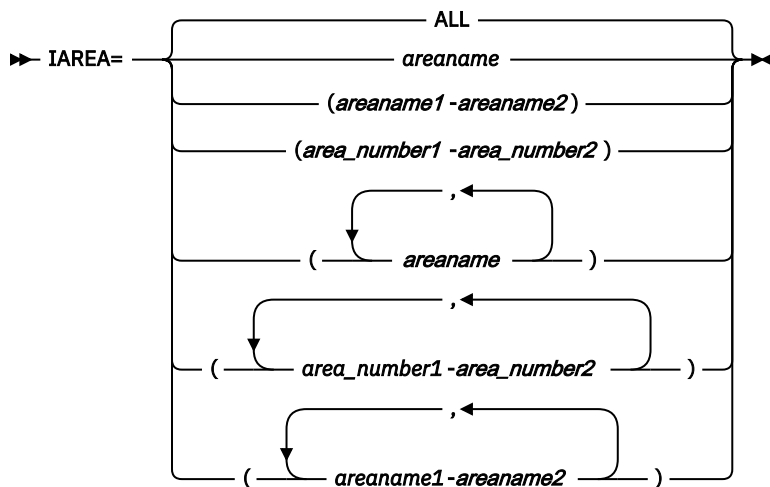 ALL
IAREA= areaname
(areaname1-areaname2)
(area_number1-area_number2)
,
( areaname )
,
( area_number1-area_number2 )
,
( areaname1-areaname2 )